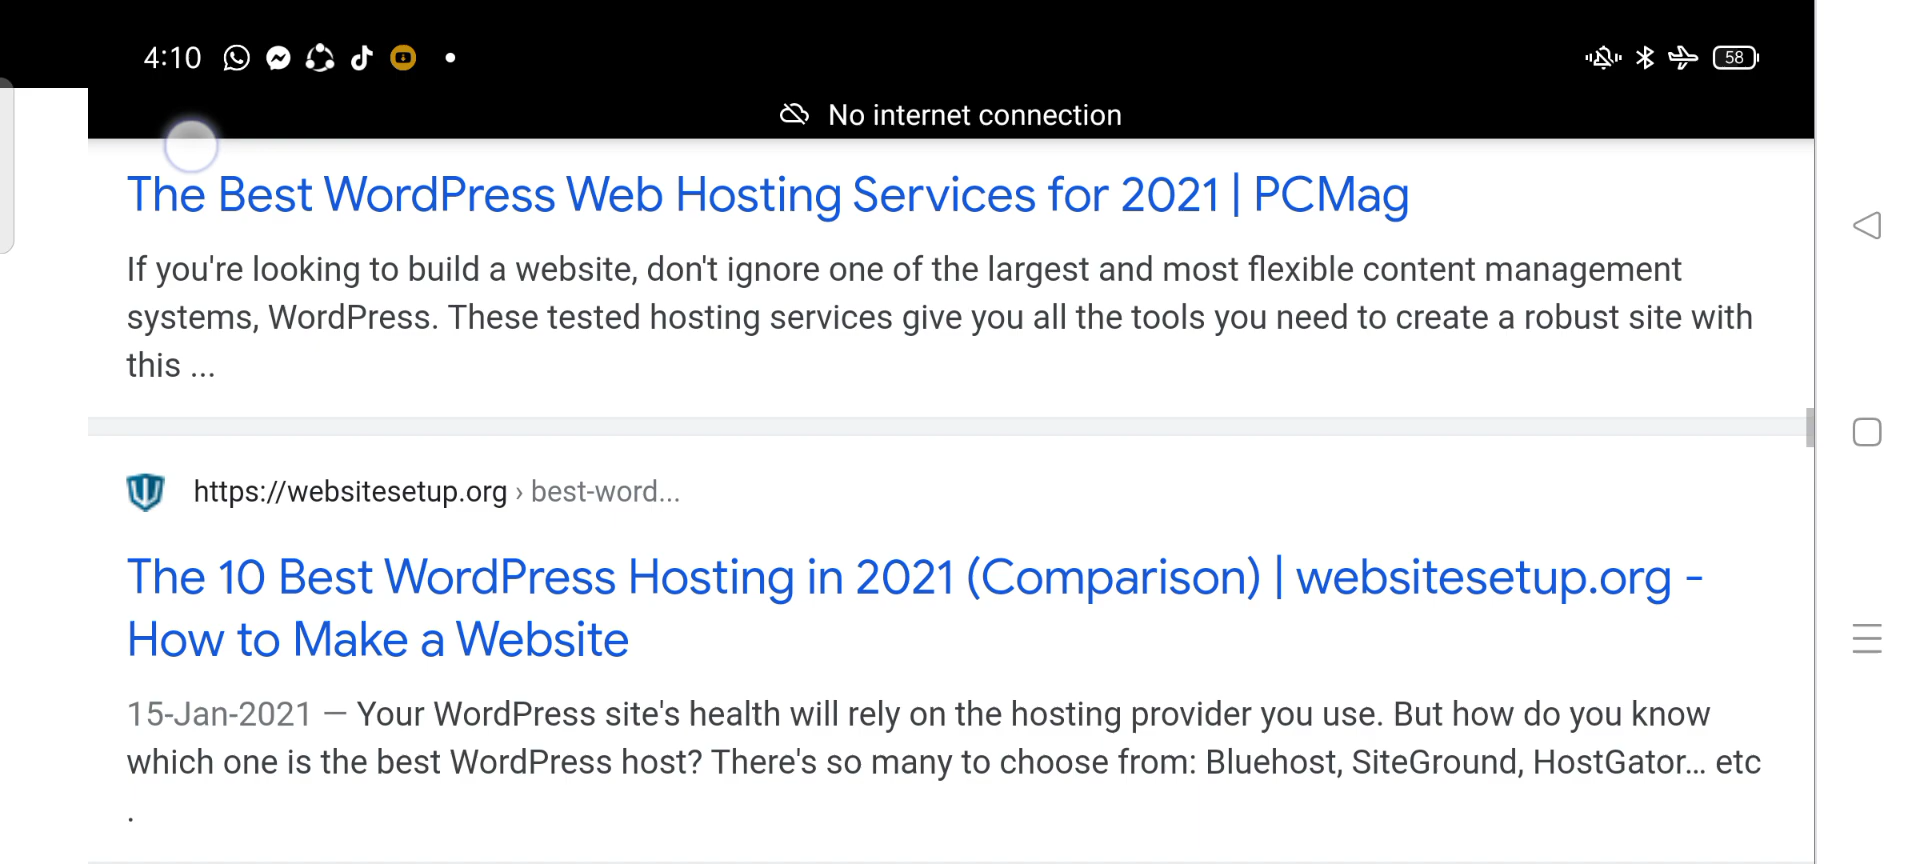 4:10
58
No internet connection
The Best WordPress Web Hosting Services for 2021 | PCMag
If you're looking to build a website, don't ignore one of the largest and most flexible content management
systems, WordPress. These tested hosting services give you all the tools you need to create a robust site with
this ...
https://websitesetup.org › best-word...
The 10 Best WordPress Hosting in 2021 (Comparison) | websitesetup.org -
How to Make a Website
15-Jan-2021 — Your WordPress site's health will rely on the hosting provider you use. But how do you know
which one is the best WordPress host? There's so many to choose from: Bluehost, SiteGround, HostGator... etc
.